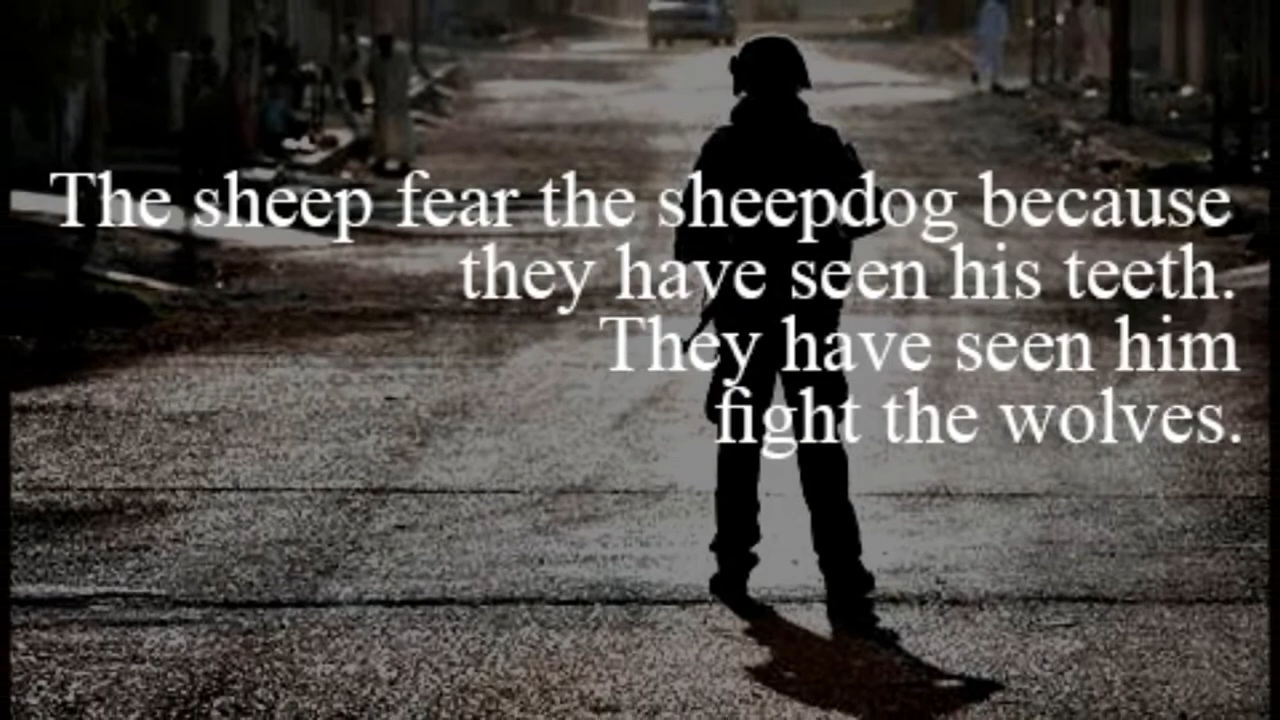 The sheep fear the sheepdog because
they have seen his teeth.
They have seen him
fight the wolves.